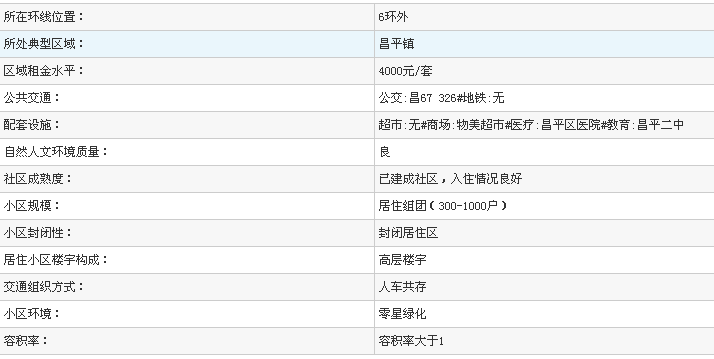 所在环线位置： 6环外
所处典型区域： 昌平镇
区域租金水平： 4000元/套
公共交通： 公交:昌67 326#地铁:无
配套设施： 超市:无#商场:物美超市#医疗:昌平区医院#教育:昌平二中
自然人文环境质量： 良
社区成熟度： 已建成社区，入住情况良好
小区规模： 居住组团（300-1000户）
小区封闭性： 封闭居住区
居住小区楼宇构成： 高层楼宇
交通组织方式： 人车共存
小区环境： 零星绿化
容积率： 容积率大于1